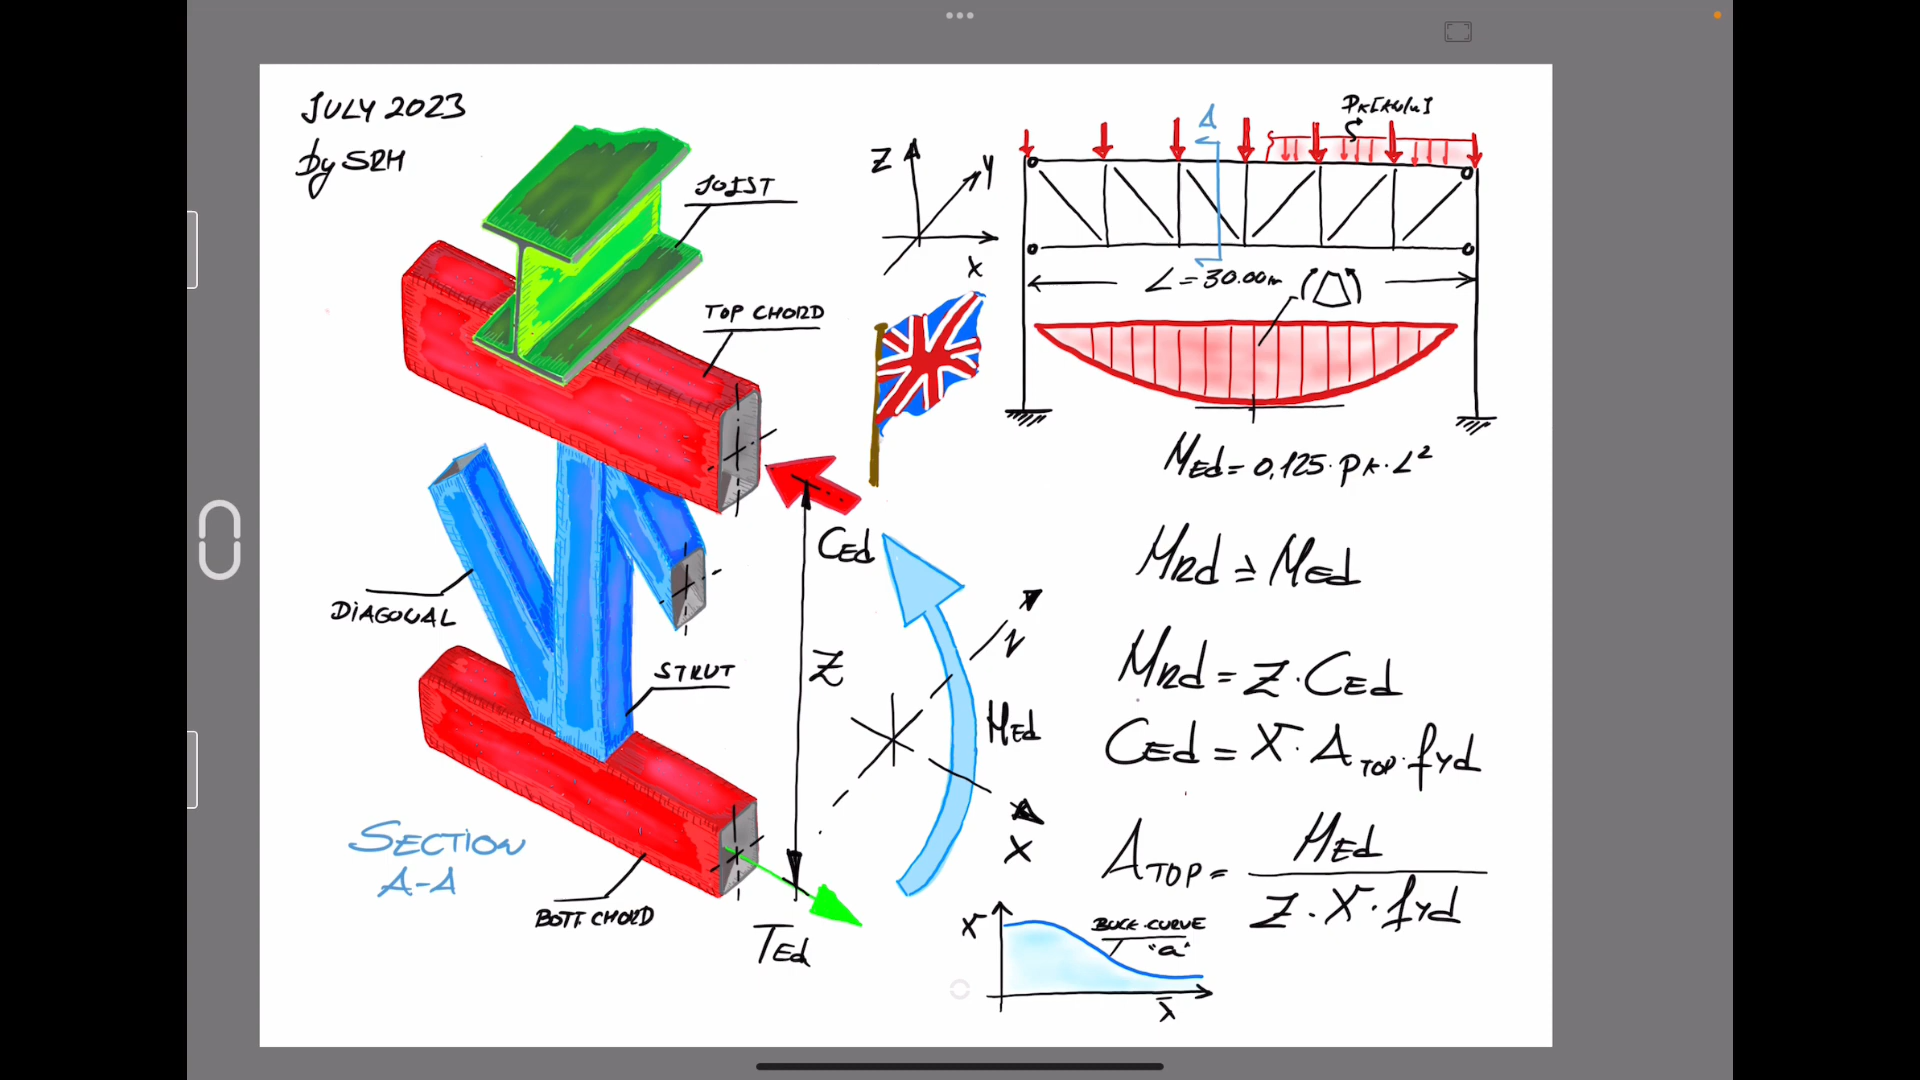 JULY 2023
by SRH
JOIST
TOP CHORD
DIAGONAL
STRUT
BOTT. CHORD
SECTION
A-A
CEd
TEd
Z
MEd
N
X
Z
Y
X
A
PK[KN/M]
L=30.00m
MEd=0,125·PK·L²
MRd ≥ MEd
MRd = Z·CEd
CEd = X·ATOP·fyd
ATOP = MEd / Z·X·fyd
X
BUCK.CURVE
"a"
X̄